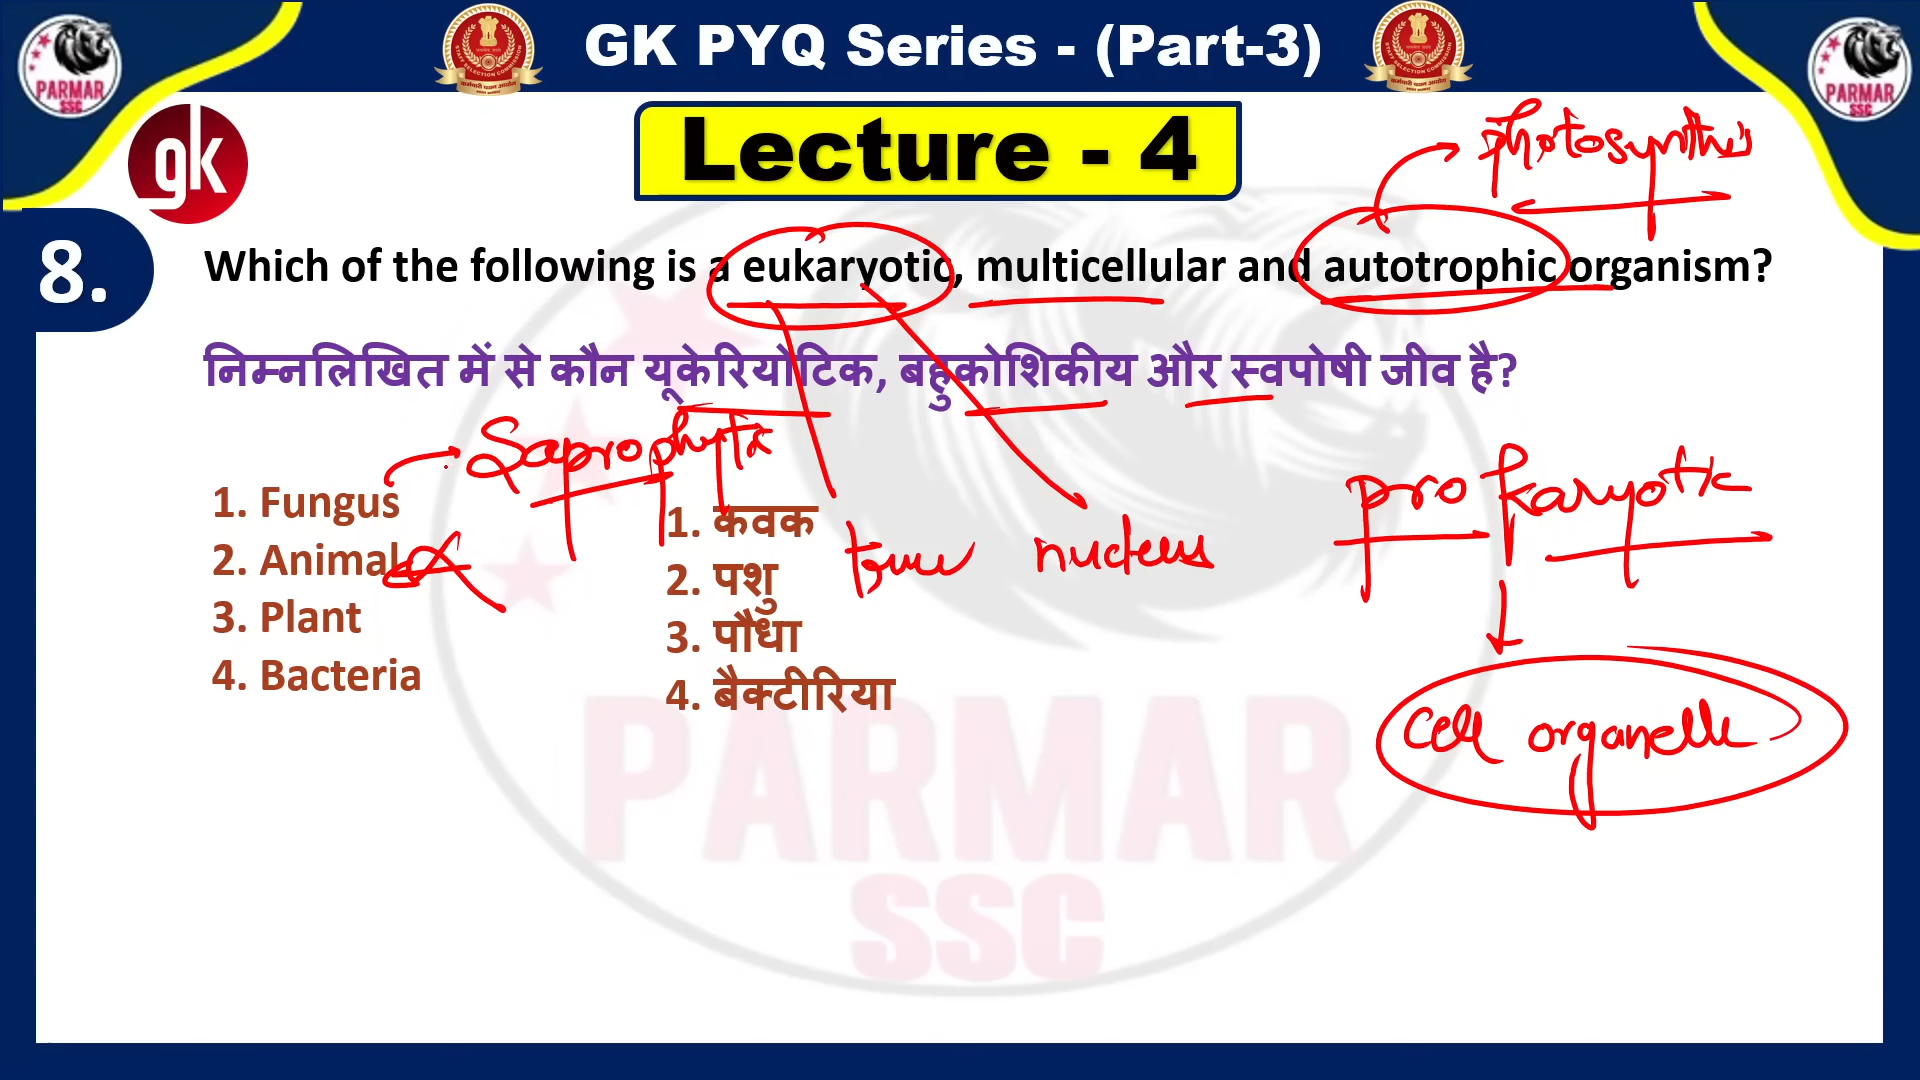 GK PYQ Series - (Part-3)
PARMAR
SSC
PARMAR
SSC
gk
Lecture - 4
photosynthesis
8.
Which of the following is a eukaryotic, multicellular and autotrophic organism?
निम्नलिखित में से कौन यूकेरियोटिक, बहुकोशिकीय और स्वपोषी जीव है?
Saprophytic
prokaryotic
1. Fungus
2. Animal
3. Plant
4. Bacteria
1. कवक
2. पशु
3. पौधा
4. बैक्टीरिया
true nucleus
cell organelle
PARMAR
SSC